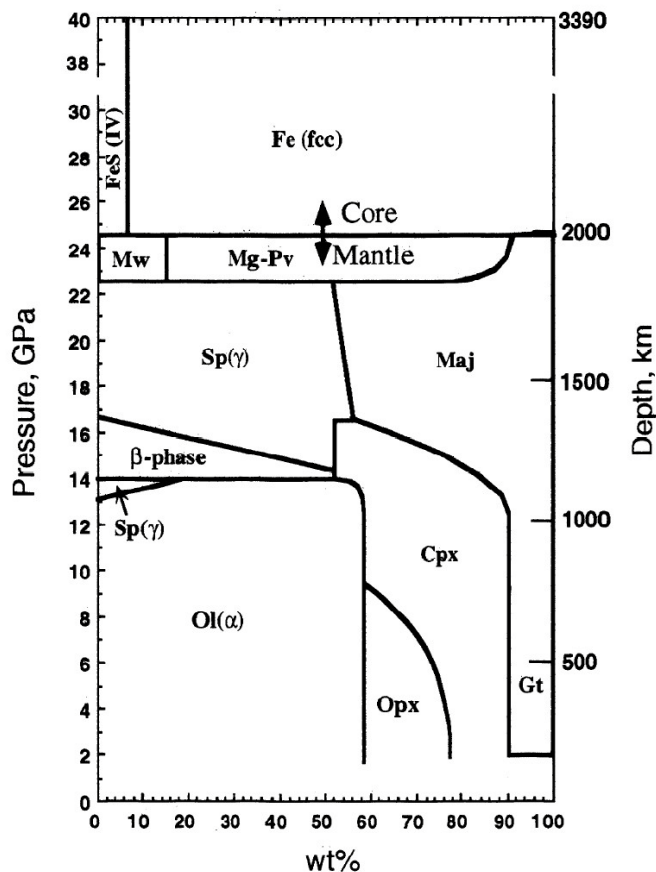 40
38
30
28
26
24
22
20
18
16
14
12
10
8
6
4
2
0
Pressure, GPa
3390
2000
1500
1000
500
Depth, km
FeS (IV)
Fe (fcc)
Core
Mantle
Mw
Mg-Pv
Sp(γ)
Maj
β-phase
Sp(γ)
Cpx
Ol(α)
Opx
Gt
0 10 20 30 40 50 60 70 80 90 100
wt%